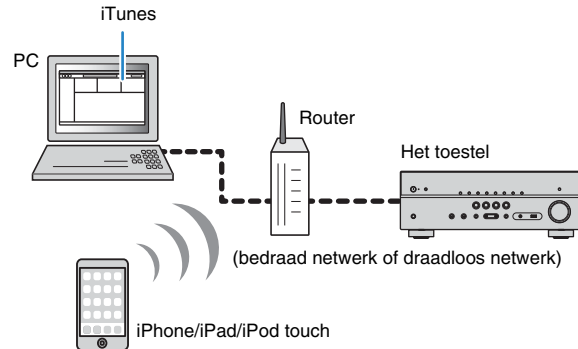 iTunes
PC
Router
Het toestel
(bedraad netwerk of draadloos netwerk)
iPhone/iPad/iPod touch